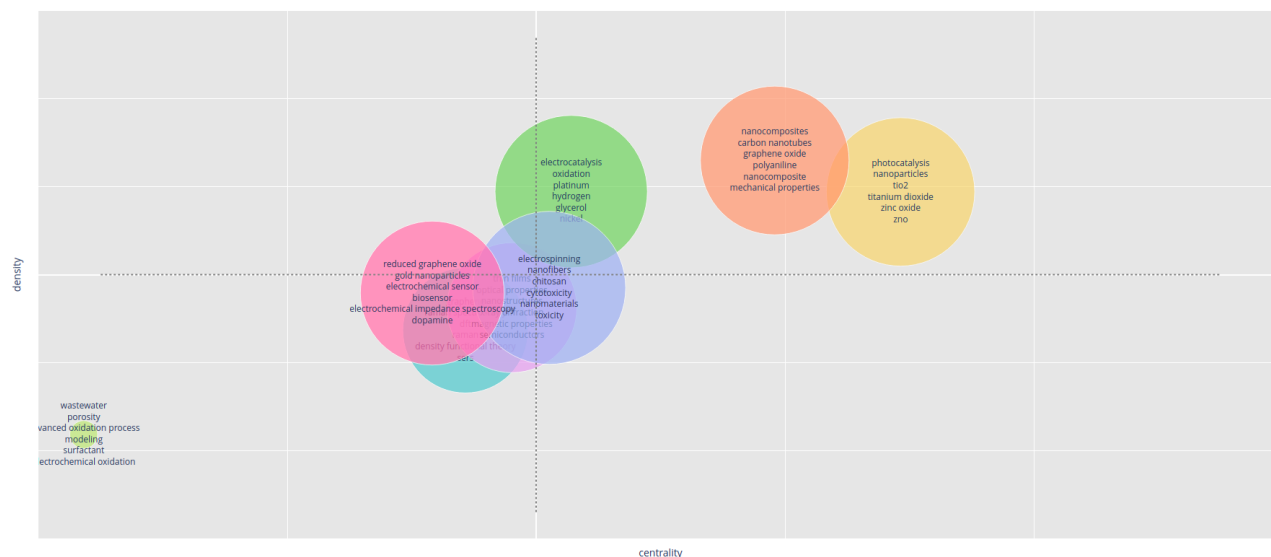 nanocomposites
carbon nanotubes
graphene oxide
polyaniline
nanocomposite
mechanical properties
photocatalysis
nanoparticles
tio2
titanium dioxide
zinc oxide
zno
electrocatalysis
oxidation
platinum
hydrogen
glycerol
nickel
electrospinning
nanofibers
chitosan
cytotoxicity
nanomaterials
toxicity
reduced graphene oxide
gold nanoparticles
electrochemical sensor
biosensor
electrochemical impedance spectroscopy
dopamine
properties
semiconductors
density functional theory
sers
wastewater
porosity
vanced oxidation process
modeling
surfactant
ectrochemical oxidation
density
centrality